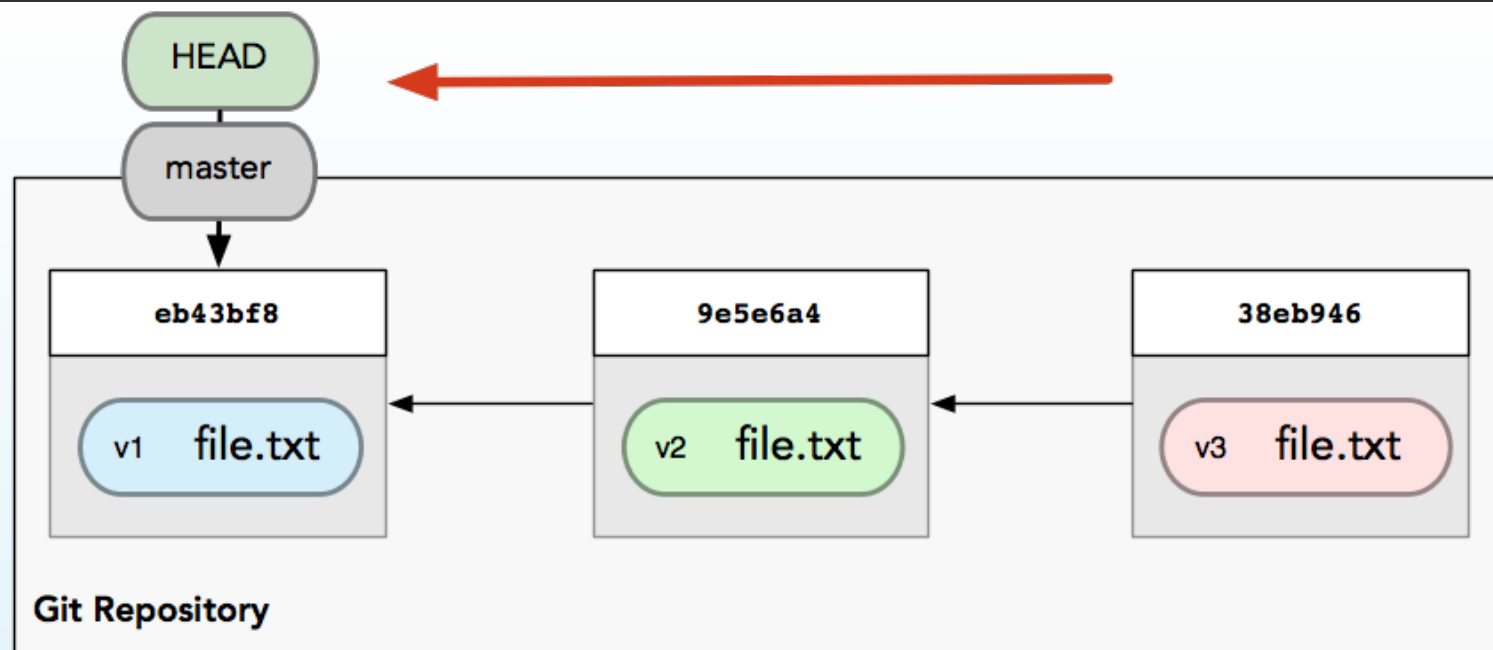 HEAD
master
eb43bf8
9e5e6a4
38eb946
v1 file.txt
v2 file.txt
v3 file.txt
Git Repository